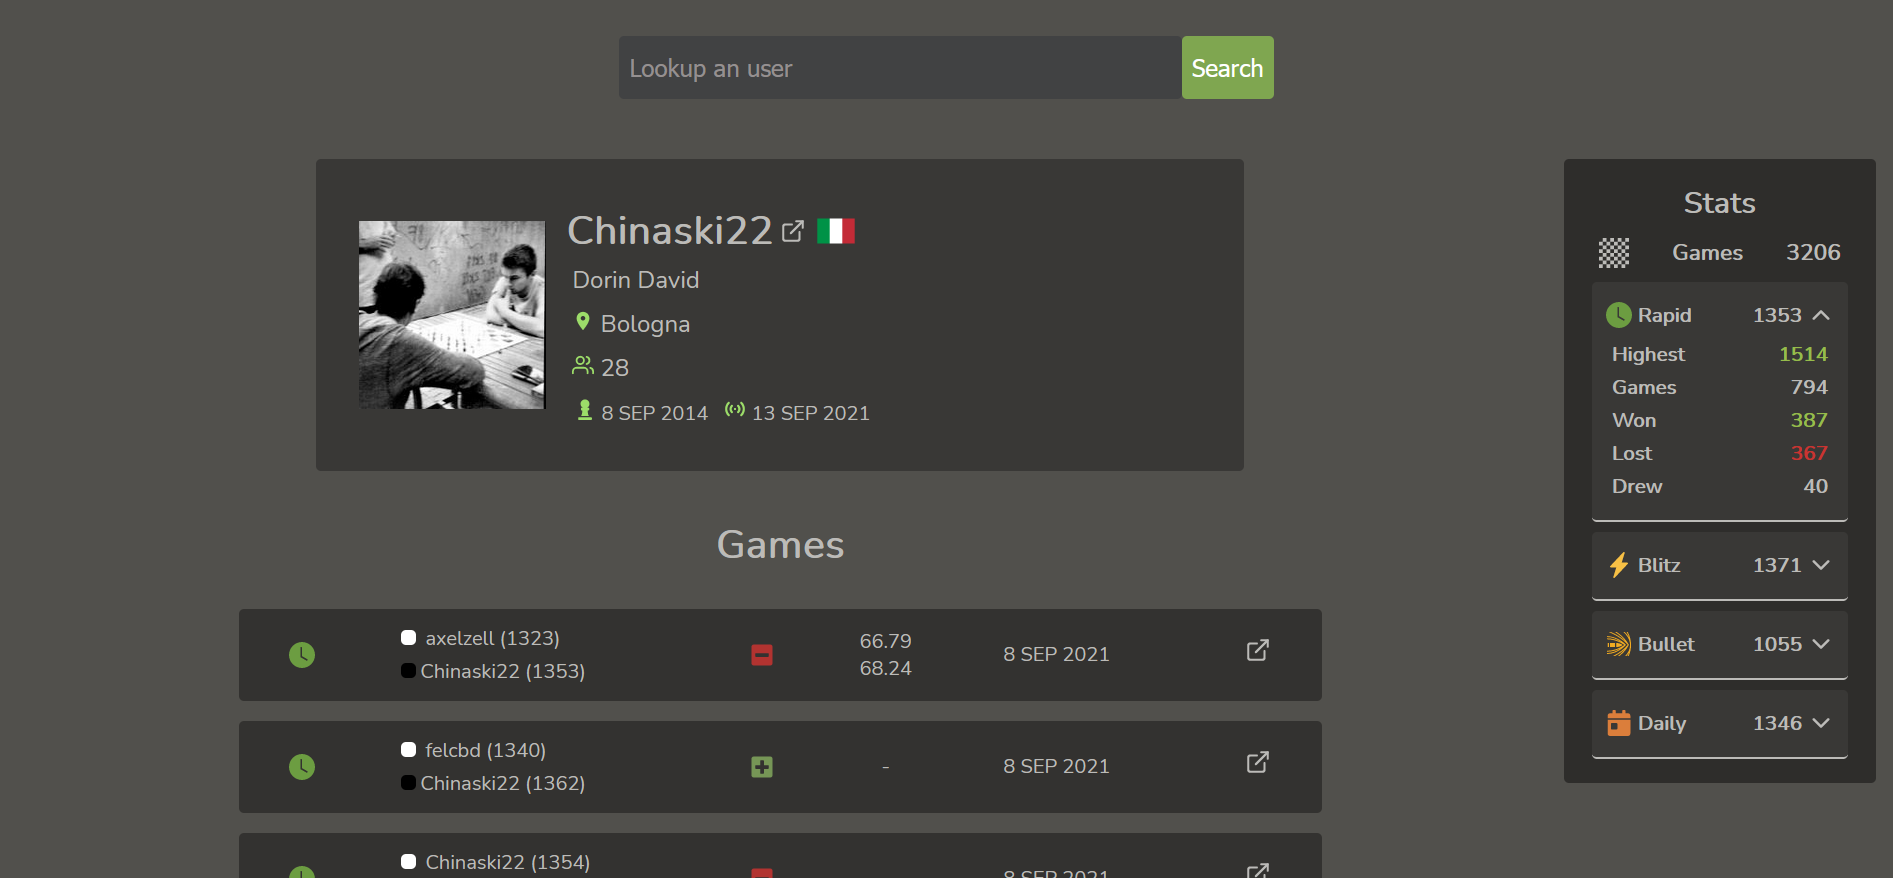 Lookup an user
Search
Chinaski22
Dorin David
Bologna
28
8 SEP 2014 13 SEP 2021
Games
axelzell (1323)
Chinaski22 (1353)
66.79
68.24
8 SEP 2021
felcbd (1340)
Chinaski22 (1362)
-
8 SEP 2021
Chinaski22 (1354)
8 SEP 2021
Stats
Games 3206
Rapid 1353
Highest 1514
Games 794
Won 387
Lost 367
Drew 40
Blitz 1371
Bullet 1055
Daily 1346